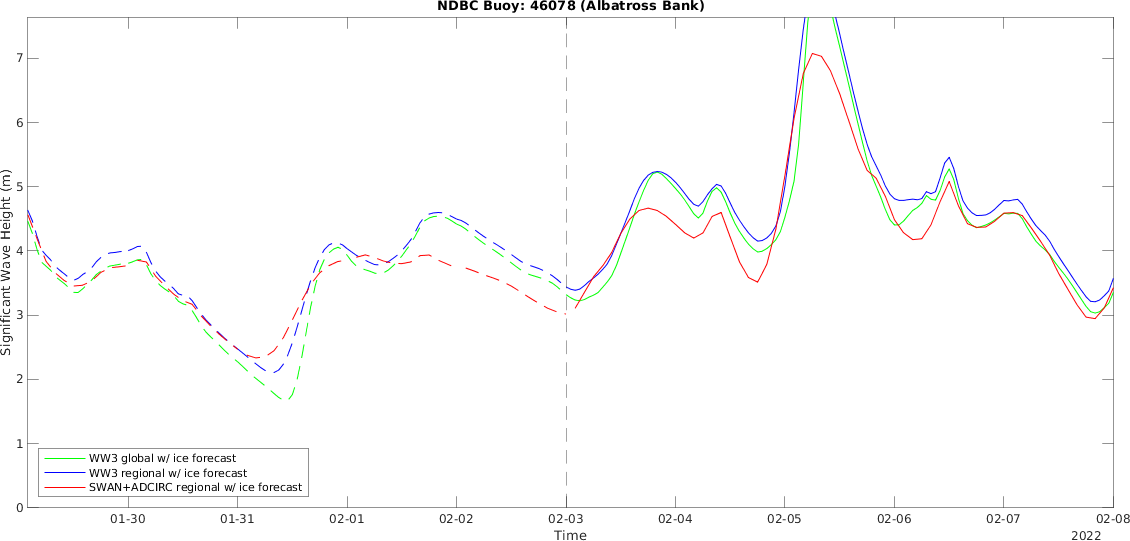 NDBC Buoy: 46078 (Albatross Bank)
7
6
5
4
3
2
1
0
Significant Wave Height (m)
WW3 global w/ ice forecast
WW3 regional w/ ice forecast
SWAN+ADCIRC regional w/ ice forecast
01-30 01-31 02-01 02-02 02-03 02-04 02-05 02-06 02-07 02-08
Time
2022